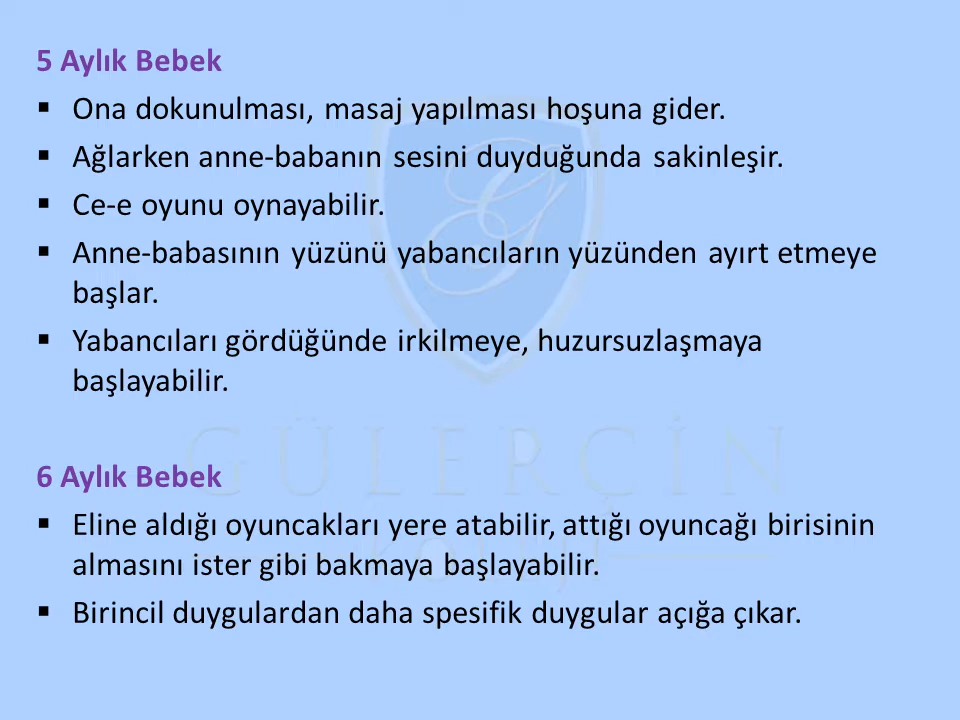 5 Aylık Bebek
▪ Ona dokunulması, masaj yapılması hoşuna gider.
▪ Ağlarken anne-babanın sesini duyduğunda sakinleşir.
▪ Ce-e oyunu oynayabilir.
▪ Anne-babasının yüzünü yabancıların yüzünden ayırt etmeye
başlar.
▪ Yabancıları gördüğünde irkilmeye, huzursuzlaşmaya
başlayabilir.
GÜLERÇİN
6 Aylık Bebek
▪ Eline aldığı oyuncakları yere atabilir, attığı oyuncağı birisinin
almasını ister gibi bakmaya başlayabilir.
▪ Birincil duygulardan daha spesifik duygular açığa çıkar.